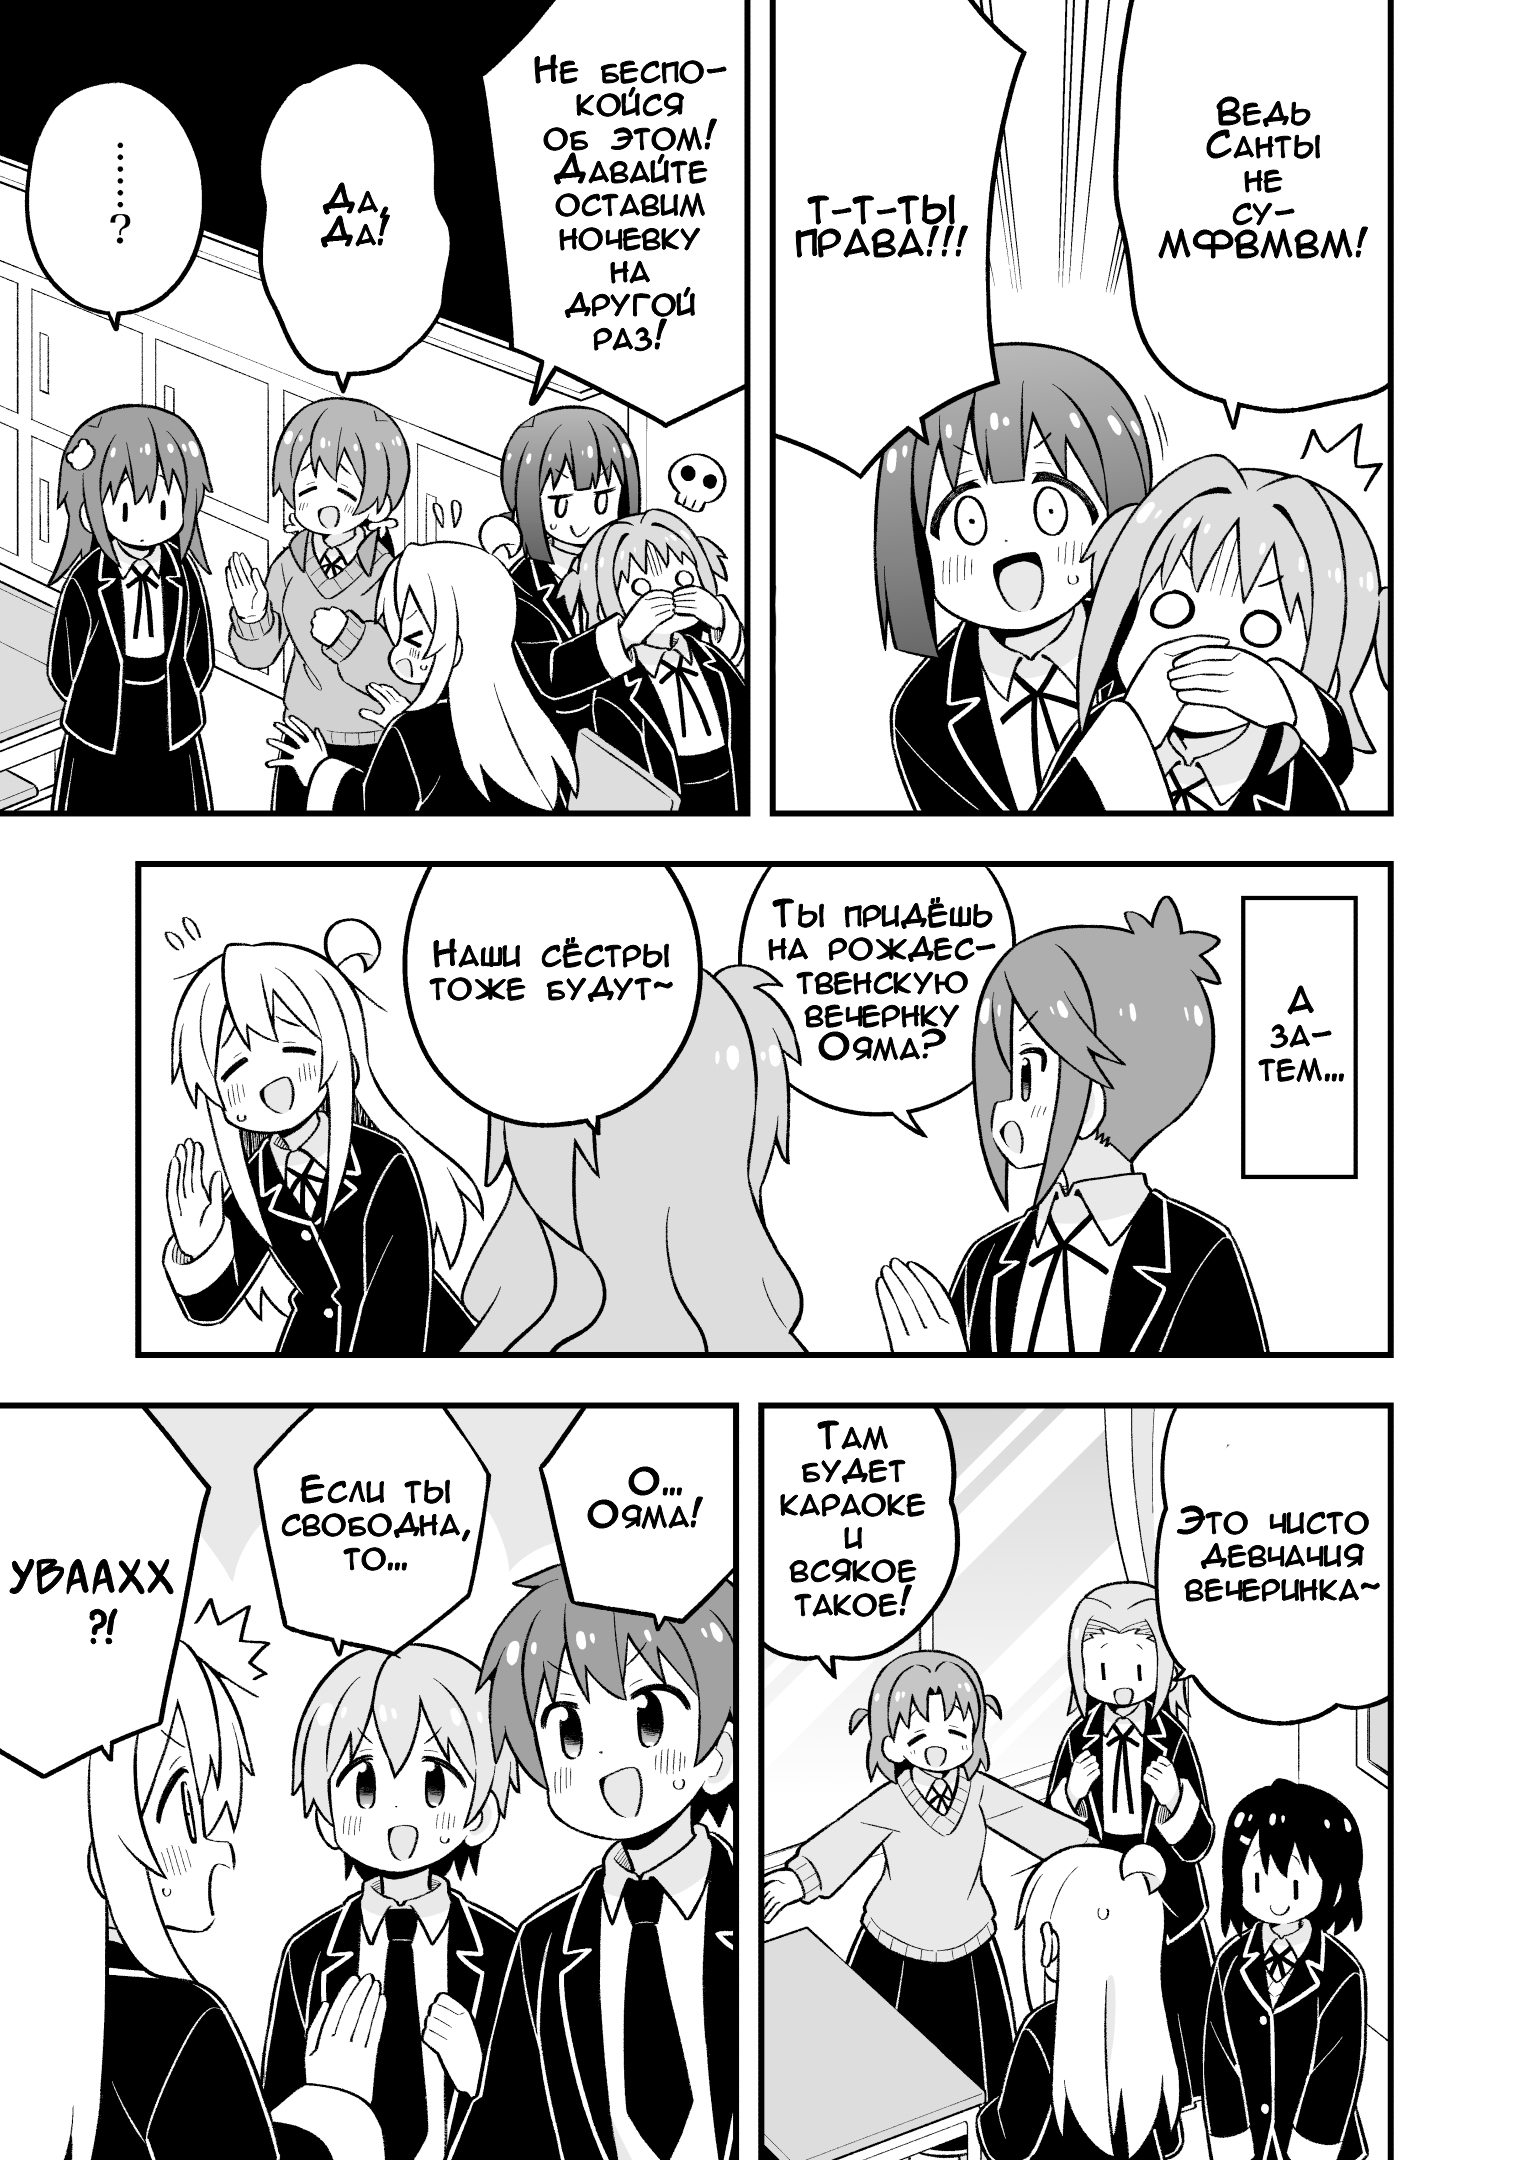 Ведь
Санты
не
су-
мфвмвм!
Т-т-ты
права!!!
Не беспо-
койся
об этом!
Давайте
оставим
ночевку
на
другой
раз!
Да,
да!
......?
А
за-
тем...
Ты придёшь
на рождес-
твенскую
вечернку
Ояма?
Наши сёстры
тоже будут~
Это чисто
девчачия
вечеринка~
Там
будет
караоке
и
всякое
такое!
О...
Ояма!
Если ты
свободна,
то...
УВААХХ
?!